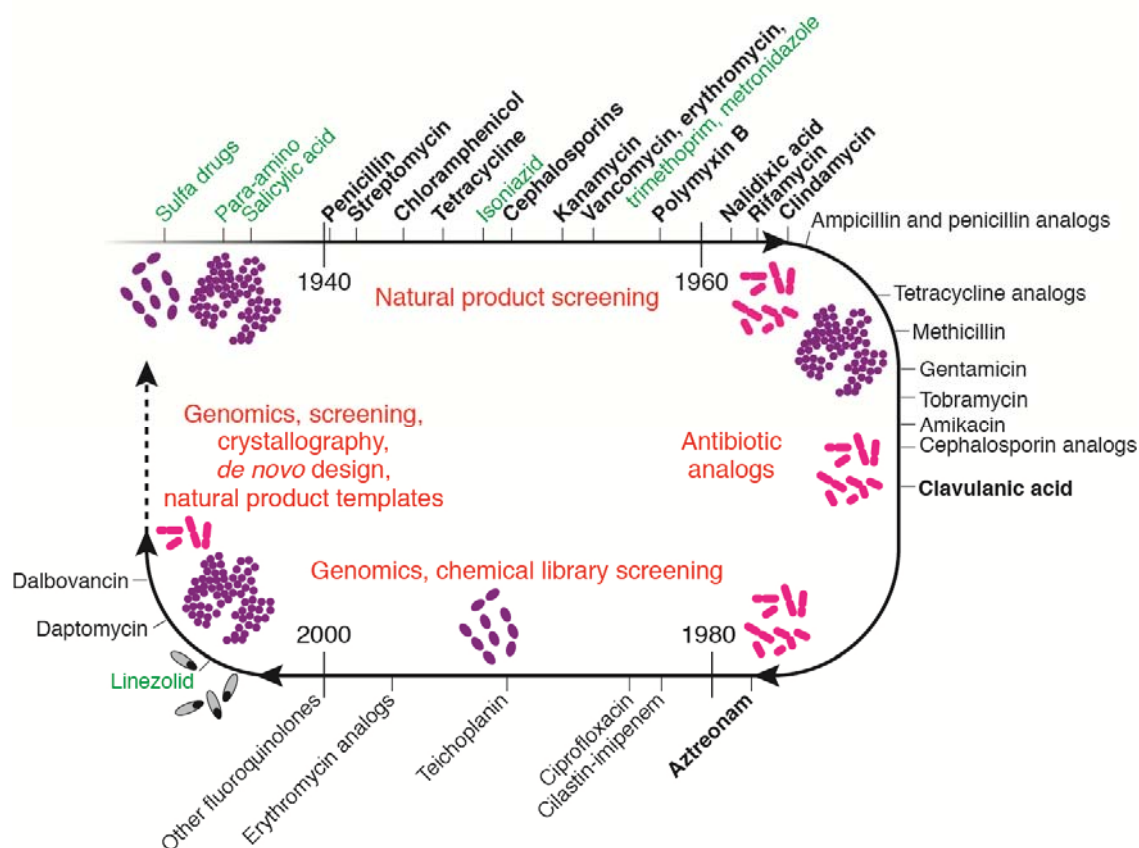 Sulfa drugs
Para-amino
Salicylic acid
Penicillin
Streptomycin
Chloramphenicol
Tetracycline
Isoniazid
Cephalosporins
Kanamycin
Vancomycin, erythromycin,
trimethoprim, metronidazole
Polymyxin B
Nalidixic acid
Rifamycin
Clindamycin
Ampicillin and penicillin analogs
1940
1960
Natural product screening
Tetracycline analogs
Methicillin
Gentamicin
Tobramycin
Amikacin
Cephalosporin analogs
Clavulanic acid
Genomics, screening,
crystallography,
de novo design,
natural product templates
Antibiotic
analogs
Genomics, chemical library screening
Dalbovancin
Daptomycin
Linezolid
2000
1980
Other fluoroquinolones
Erythromycin analogs
Teichoplanin
Ciprofloxacin
Cilastin-imipenem
Aztreonam